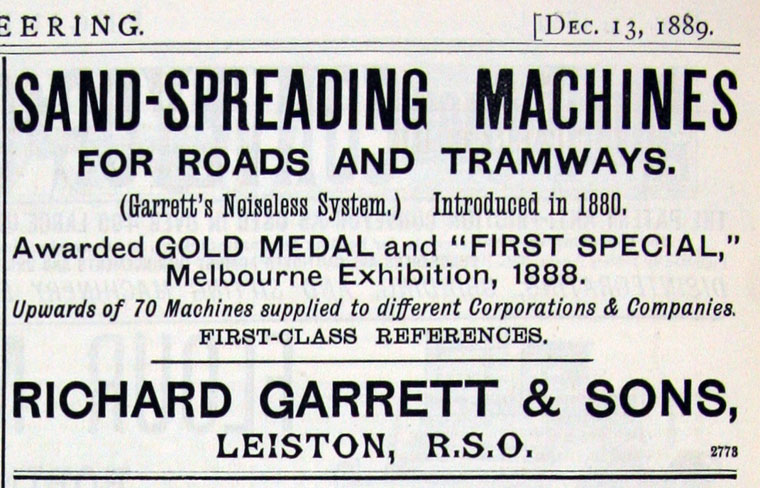 EERING. [DEC. 13, 1889.
SAND-SPREADING MACHINES
FOR ROADS AND TRAMWAYS.
(Garrett's Noiseless System.) Introduced in 1880.
Awarded GOLD MEDAL and "FIRST SPECIAL,"
Melbourne Exhibition, 1888.
Upwards of 70 Machines supplied to different Corporations & Companies.
FIRST-CLASS REFERENCES.
RICHARD GARRETT & SONS,
LEISTON, R.S.O. 2773